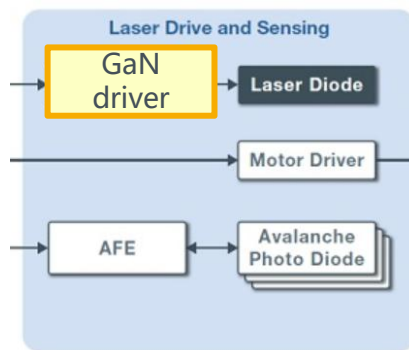 Laser Drive and Sensing
GaN
driver
Laser Diode
Motor Driver
AFE
Avalanche
Photo Diode